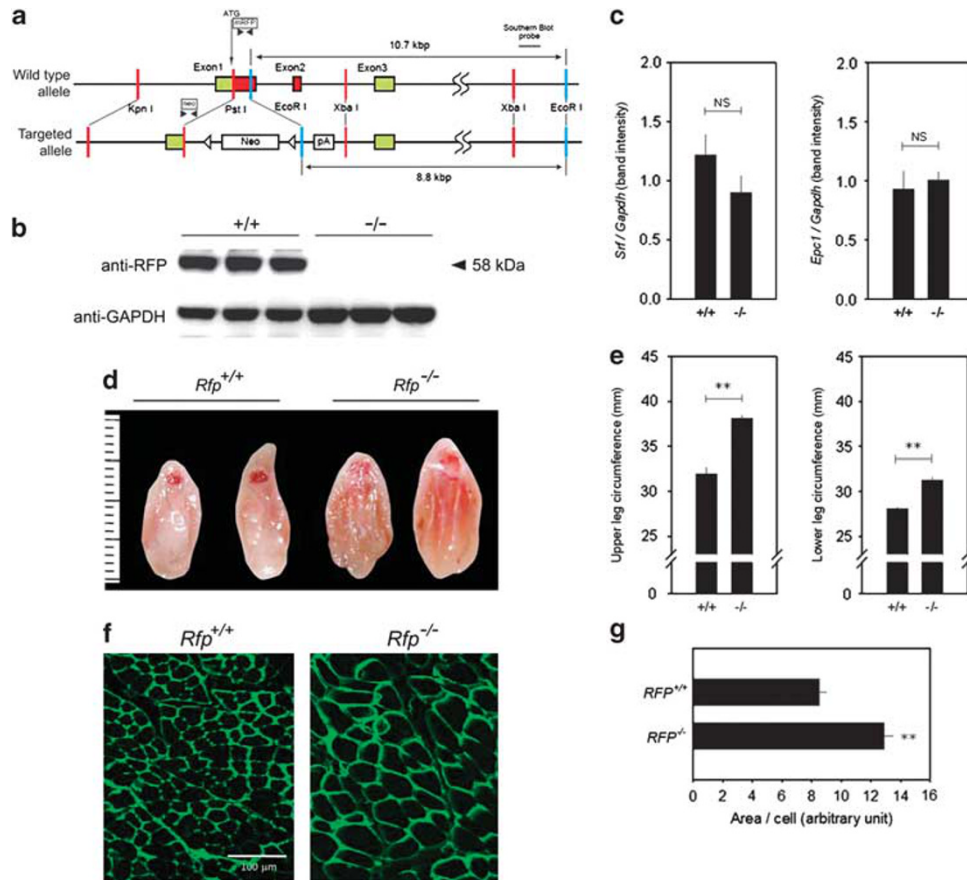 a
ATG
Southern Blot
probe
10.7 kbp
Wild type
allele
Exon1
Exon2
Exon3
Kpn I
Neo
Pst I
EcoR I
Xba I
Xba I
EcoR I
Targeted
allele
Neo
pA
8.8 kbp
b
+/+
-/-
anti-RFP
58 kDa
anti-GAPDH
c
Srf / Gapdh (band intensity)
2.0
1.5
1.0
0.5
0.0
NS
+/+
-/-
Epc1 / Gapdh (band intensity)
2.0
1.5
1.0
0.5
0.0
NS
+/+
-/-
d
Rfp+/+
Rfp-/-
e
Upper leg circumference (mm)
45
40
35
30
25
0
**
+/+
-/-
Lower leg circumference (mm)
45
40
35
30
25
0
**
+/+
-/-
f
Rfp+/+
Rfp-/-
100 µm
g
RFP+/+
RFP-/-
**
0 2 4 6 8 10 12 14 16
Area / cell (arbitrary unit)